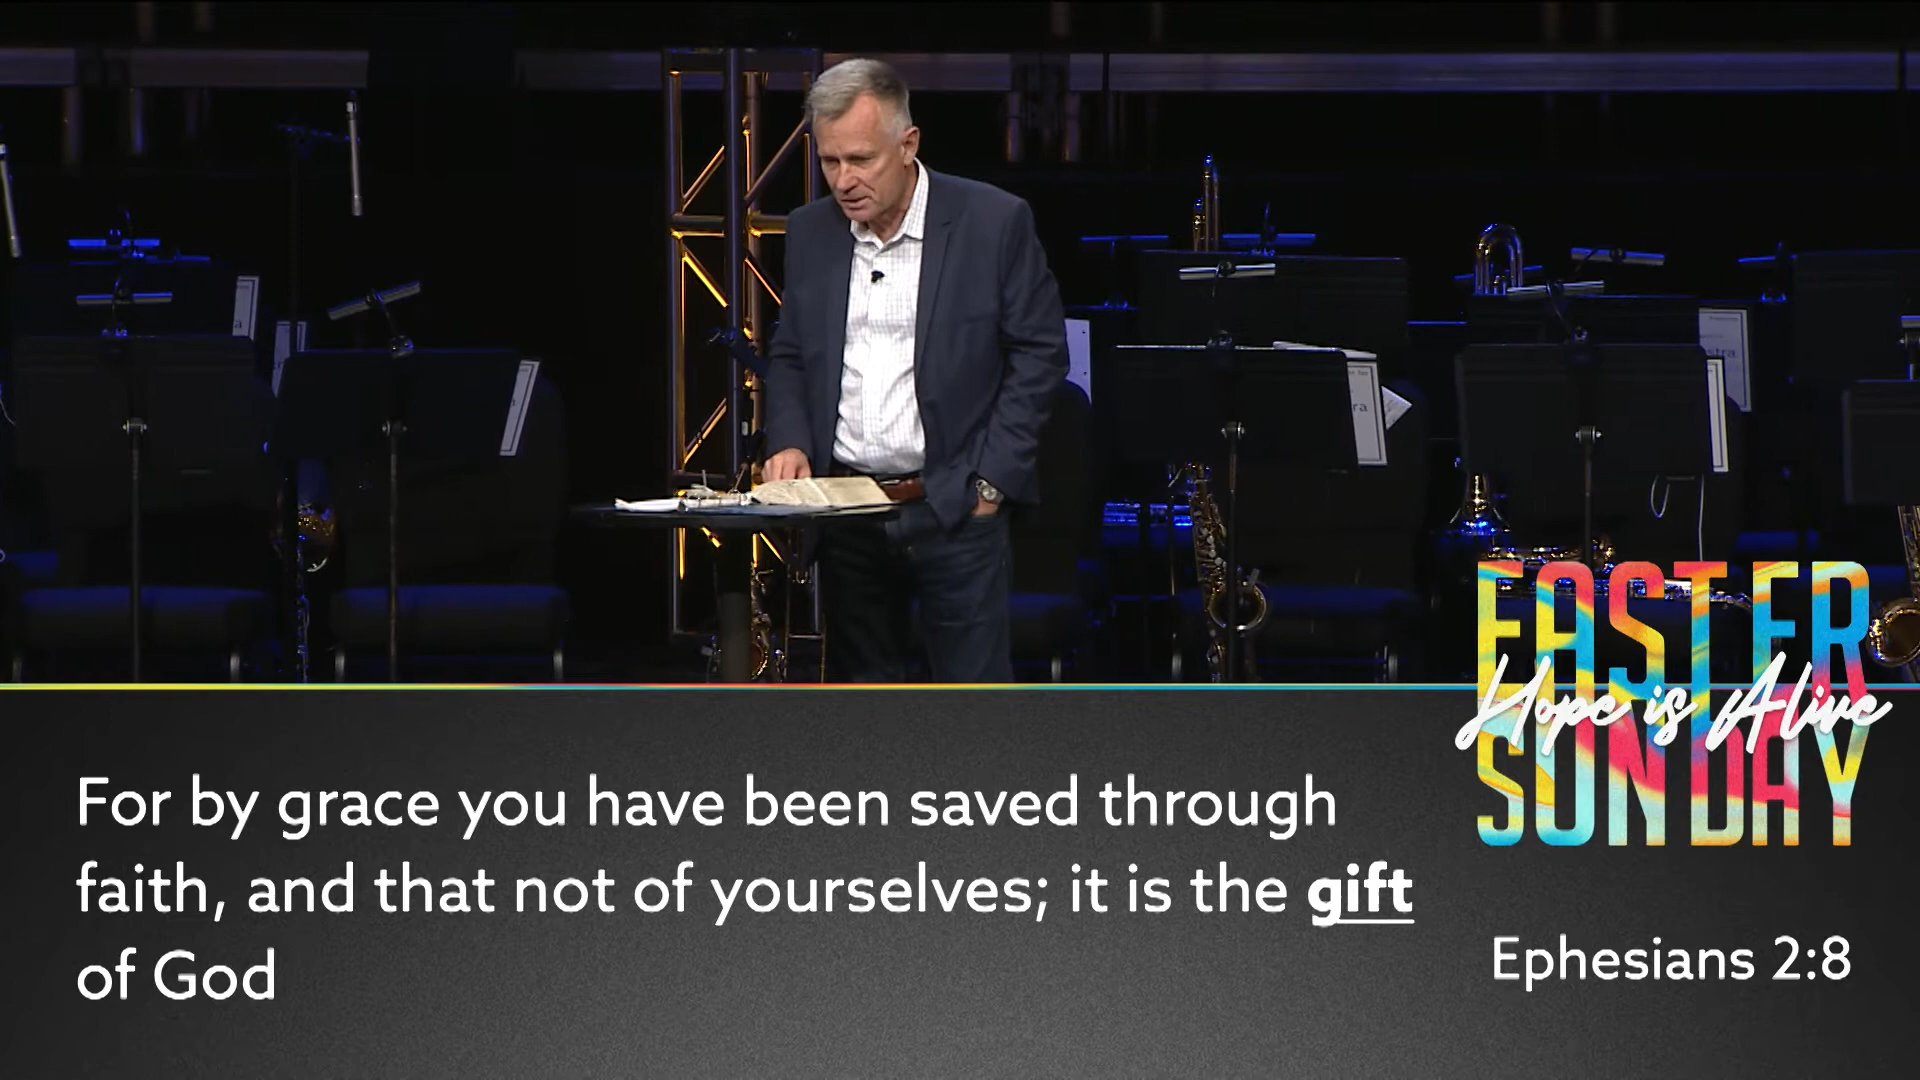 EASTER
Hope is Alive
SUNDAY
For by grace you have been saved through
faith, and that not of yourselves; it is the gift
of God
Ephesians 2:8